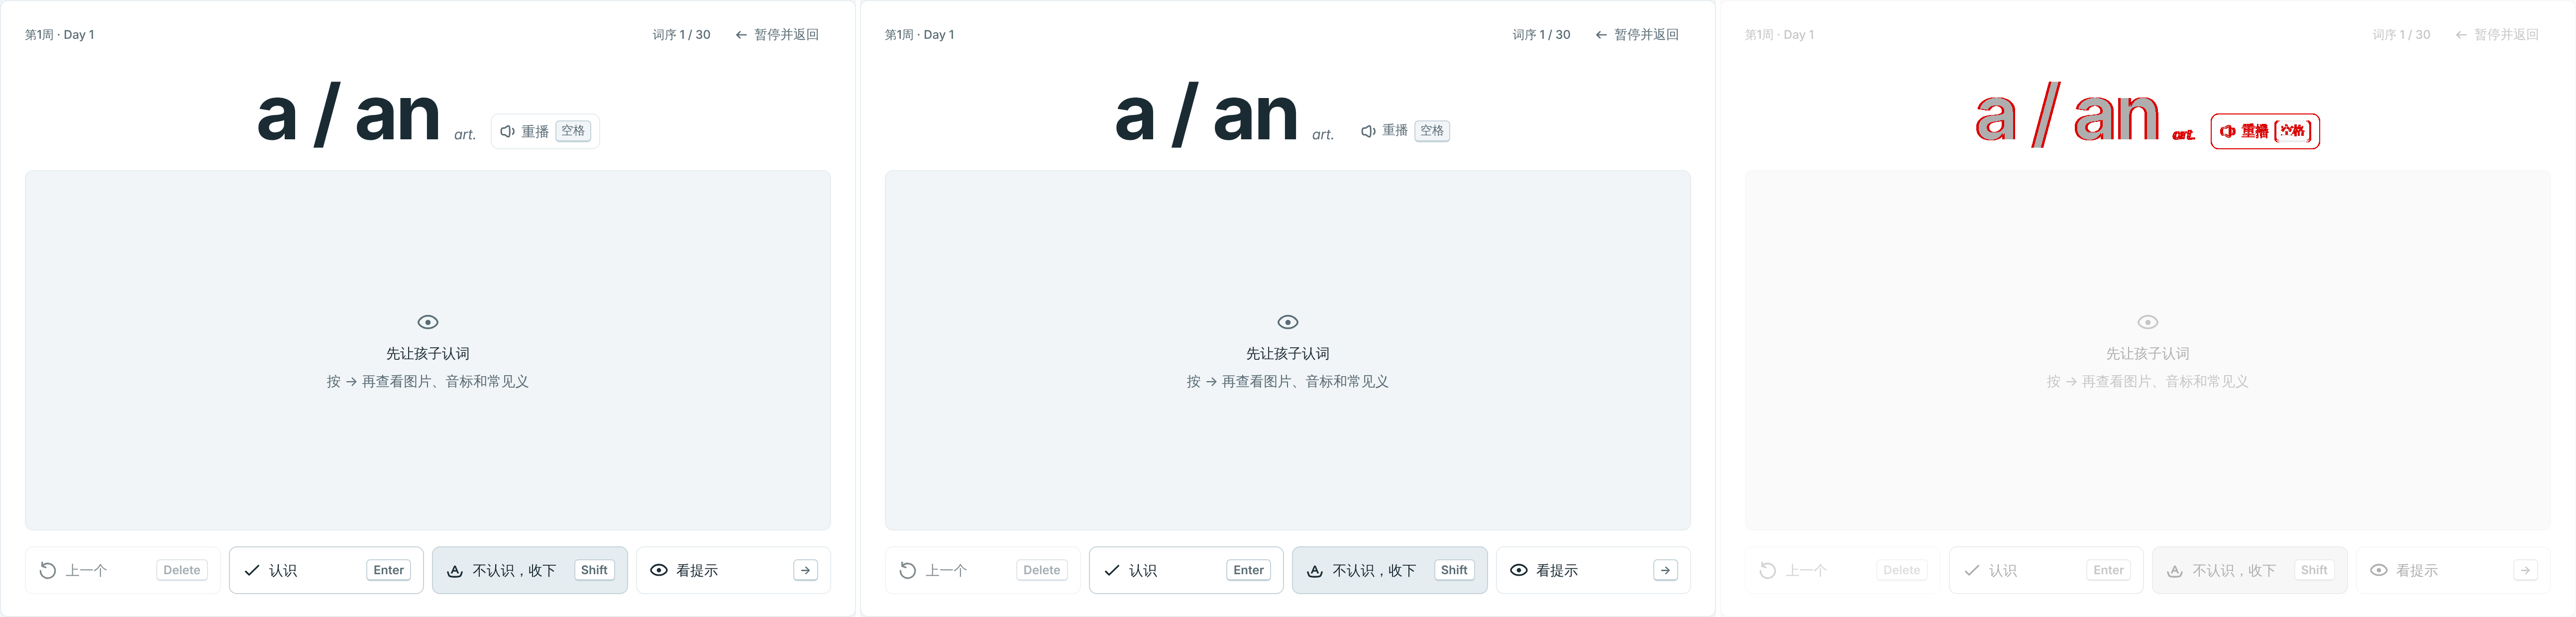 第1周 · Day 1 词序 1 / 30 ← 暂停并返回
a / an art. 重播 空格
先让孩子认词
按 → 再查看图片、音标和常见义
上一个 Delete 认识 Enter 不认识，收下 Shift 看提示 →
第1周 · Day 1 词序 1 / 30 ← 暂停并返回
a / an art. 重播 空格
先让孩子认词
按 → 再查看图片、音标和常见义
上一个 Delete 认识 Enter 不认识，收下 Shift 看提示 →
第1周 · Day 1 词序 1 / 30 ← 暂停并返回
a / an art. 重播 空格
先让孩子认词
按 → 再查看图片、音标和常见义
上一个 Delete 认识 Enter 不认识，收下 Shift 看提示 →